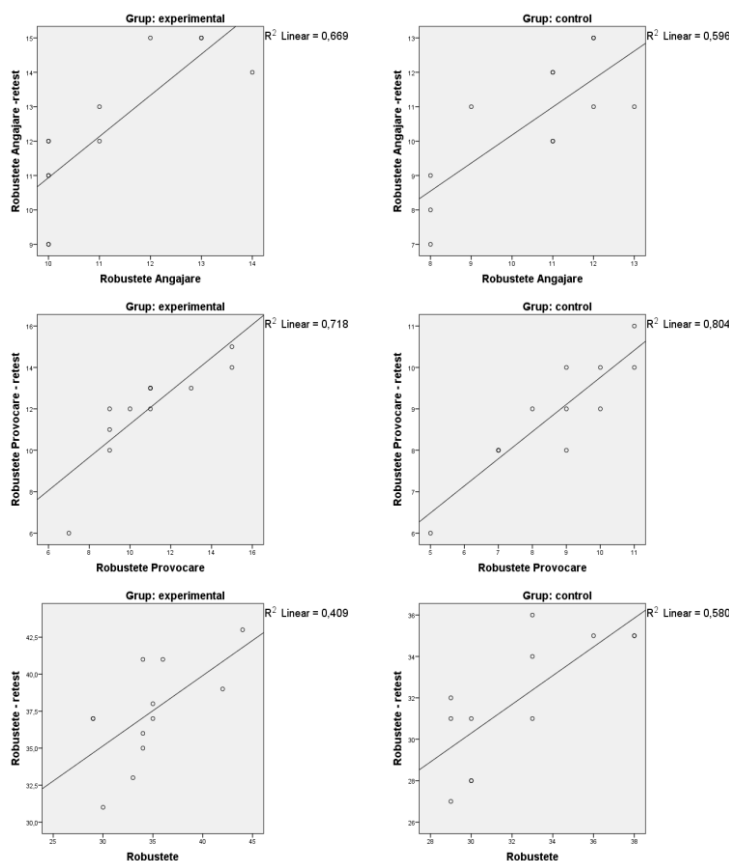 Grup: experimental
R² Linear = 0,669
Robustete Angajare -retest
15
14
13
12
11
10
9
10 11 12 13 14
Robustete Angajare
Grup: control
R² Linear = 0,596
Robustete Angajare -retest
13
12
11
10
9
8
7
8 9 10 11 12 13
Robustete Angajare
Grup: experimental
R² Linear = 0,718
Robustete Provocare - retest
16
14
12
10
8
6
6 8 10 12 14 16
Robustete Provocare
Grup: control
R² Linear = 0,804
Robustete Provocare - retest
11
10
9
8
7
6
5 6 7 8 9 10 11
Robustete Provocare
Grup: experimental
R² Linear = 0,409
Robustete - retest
42,5
40,0
37,5
35,0
32,5
30,0
25 30 35 40 45
Robustete
Grup: control
R² Linear = 0,580
Robustete - retest
36
34
32
30
28
26
28 30 32 34 36 38
Robustete